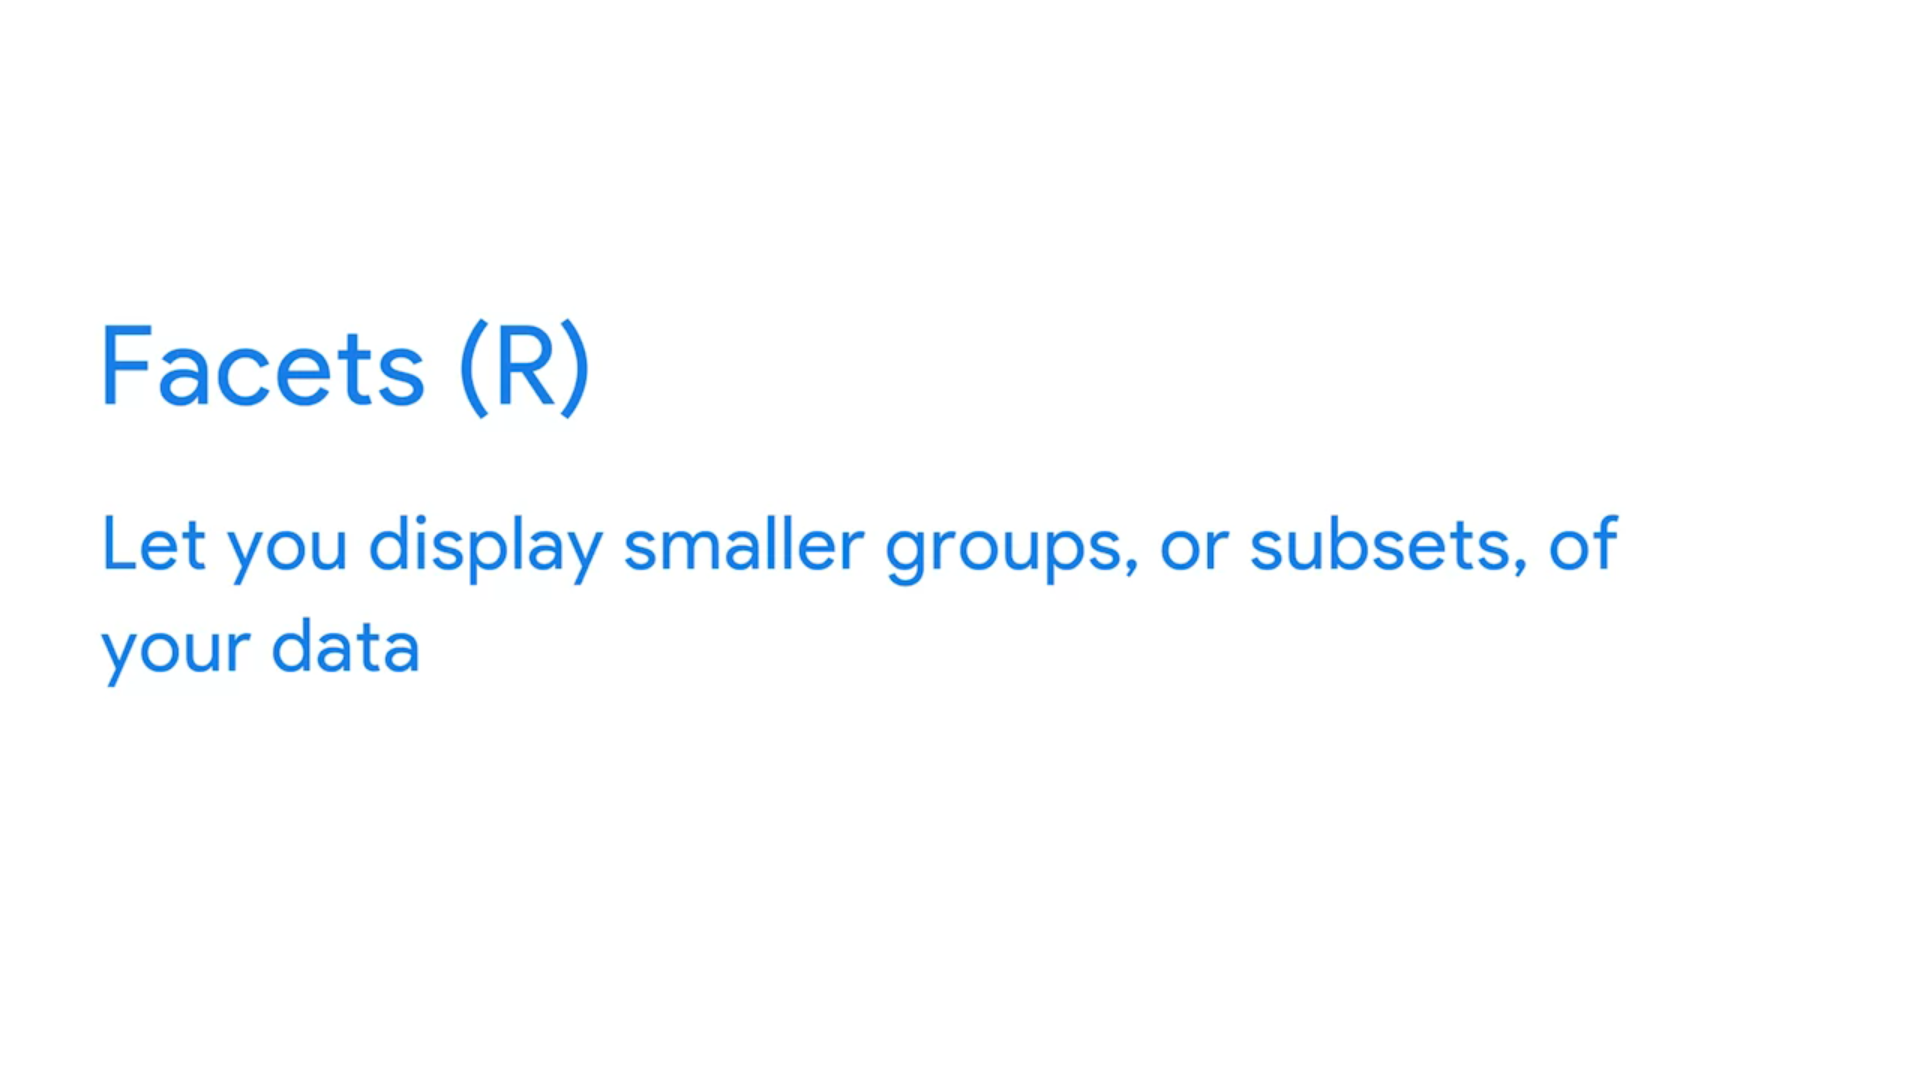 Facets (R)
Let you display smaller groups, or subsets, of
your data